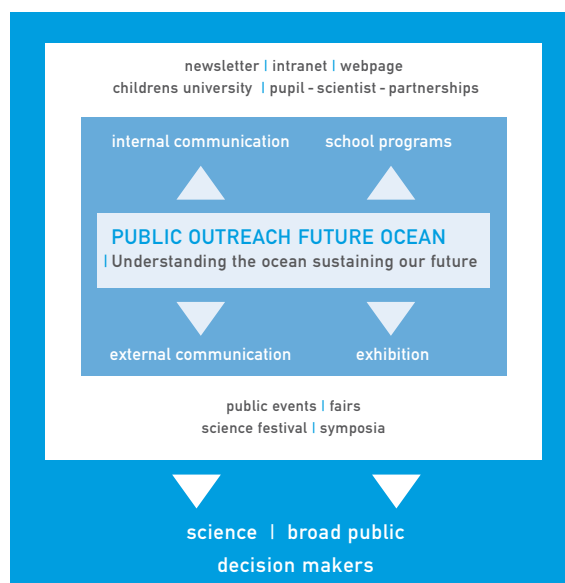 newsletter | intranet | webpage
childrens university | pupil - scientist - partnerships
internal communication school programs
PUBLIC OUTREACH FUTURE OCEAN
| Understanding the ocean sustaining our future
external communication exhibition
public events | fairs
science festival | symposia
science | broad public
decision makers